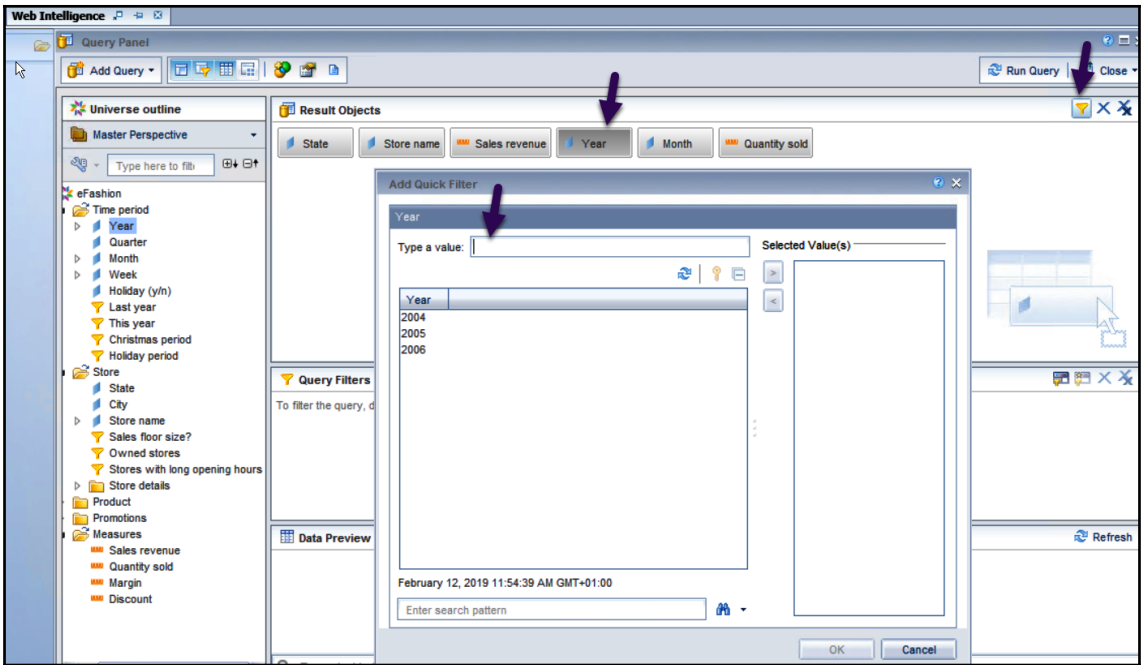 Web Intelligence
Query Panel
Add Query
Run Query
Close
Universe outline
Master Perspective
Type here to filt
eFashion
Time period
Year
Quarter
Month
Week
Holiday (y/n)
Last year
This year
Christmas period
Holiday period
Store
State
City
Store name
Sales floor size?
Owned stores
Stores with long opening hours
Store details
Product
Promotions
Measures
Sales revenue
Quantity sold
Margin
Discount
Result Objects
State Store name Sales revenue Year Month Quantity sold
Add Quick Filter
Year
Type a value:
Selected Value(s)
Year
2004
2005
2006
February 12, 2019 11:54:39 AM GMT+01:00
Enter search pattern
OK Cancel
Query Filters
To filter the query, d
Data Preview
Refresh